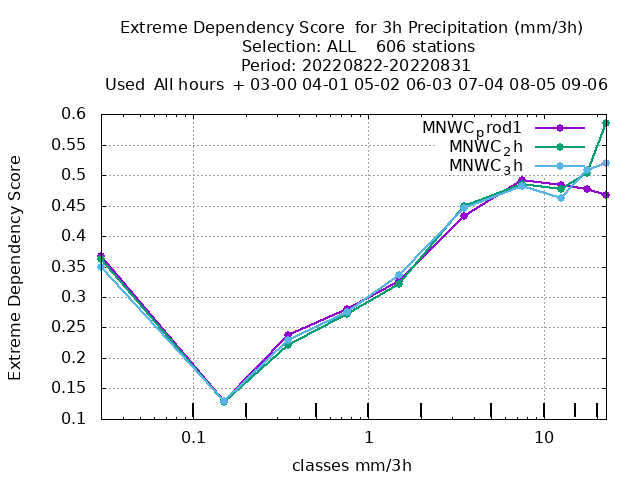 Extreme Dependency Score  for 3h Precipitation (mm/3h)
Selection: ALL    606 stations
Period: 20220822-20220831
Used  All hours  + 03-00 04-01 05-02 06-03 07-04 08-05 09-06
MNWCprod1
MNWC2h
MNWC3h
Extreme Dependency Score
0.6
0.55
0.5
0.45
0.4
0.35
0.3
0.25
0.2
0.15
0.1
0.1
1
10
classes mm/3h